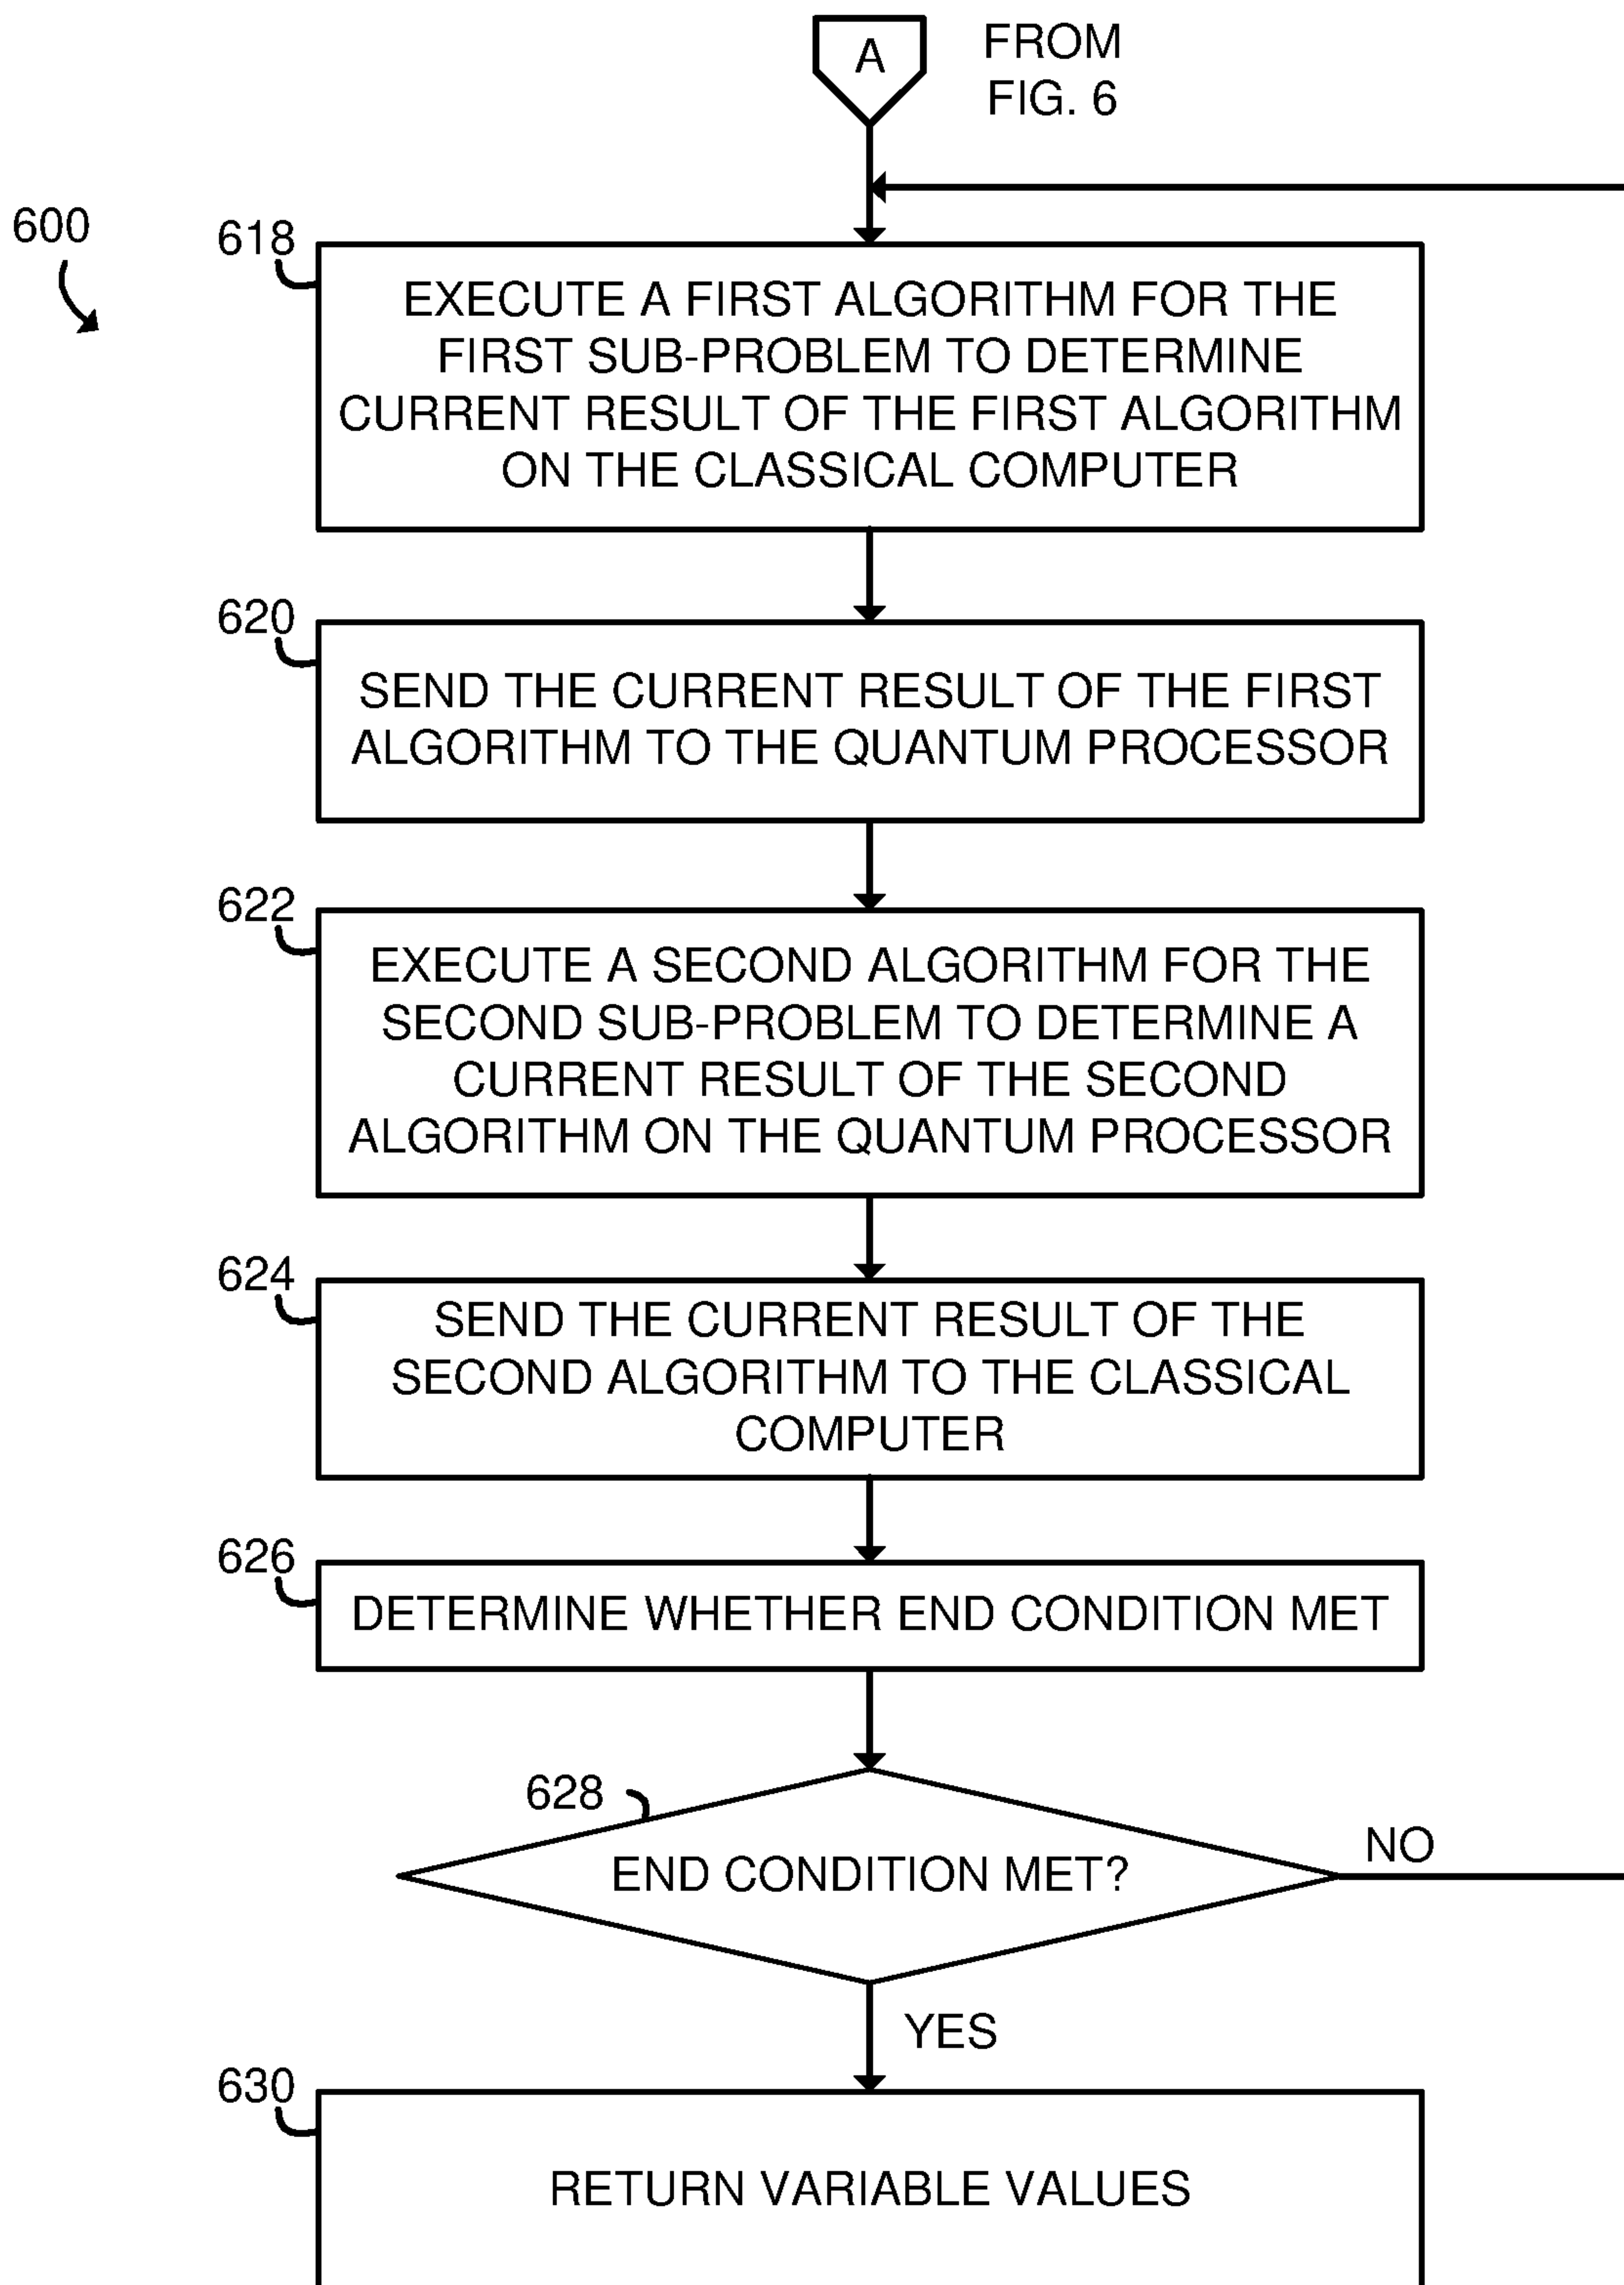 A
FROM
FIG. 6
600
618
EXECUTE A FIRST ALGORITHM FOR THE
FIRST SUB-PROBLEM TO DETERMINE
CURRENT RESULT OF THE FIRST ALGORITHM
ON THE CLASSICAL COMPUTER
620
SEND THE CURRENT RESULT OF THE FIRST
ALGORITHM TO THE QUANTUM PROCESSOR
622
EXECUTE A SECOND ALGORITHM FOR THE
SECOND SUB-PROBLEM TO DETERMINE A
CURRENT RESULT OF THE SECOND
ALGORITHM ON THE QUANTUM PROCESSOR
624
SEND THE CURRENT RESULT OF THE
SECOND ALGORITHM TO THE CLASSICAL
COMPUTER
626
DETERMINE WHETHER END CONDITION MET
628
END CONDITION MET?
NO
YES
630
RETURN VARIABLE VALUES